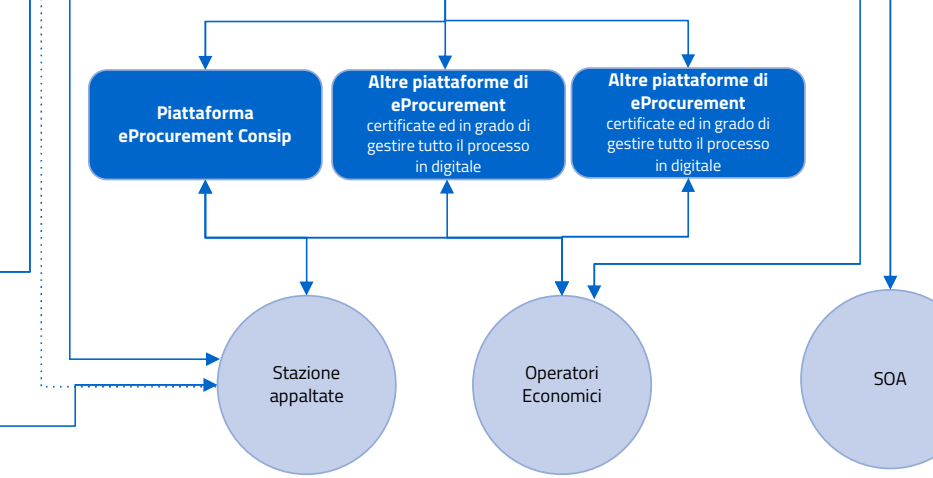 Piattaforma
eProcurement Consip
Altre piattaforme di
eProcurement
certificate ed in grado di
gestire tutto il processo
in digitale
Altre piattaforme di
eProcurement
certificate ed in grado di
gestire tutto il processo
in digitale
Stazione
appaltate
Operatori
Economici
SOA